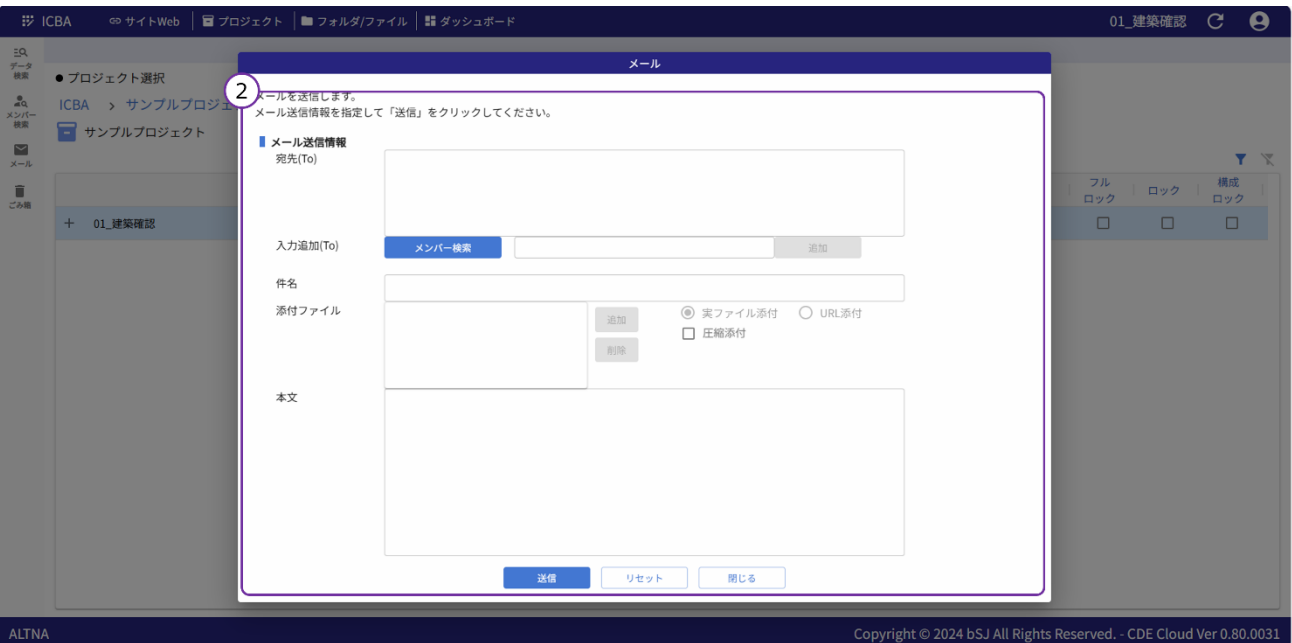 ICBA サイトWeb プロジェクト フォルダ/ファイル ダッシュボード 01_建築確認
データ
検索
メンバー
検索
メール
ごみ箱
● プロジェクト選択
ICBA > サンプルプロジェ
サンプルプロジェクト
フル
ロック
ロック
構成
ロック
+ 01_建築確認
メール
2
メールを送信します。
メール送信情報を指定して「送信」をクリックしてください。
メール送信情報
宛先(To)
入力追加(To) メンバー検索 追加
件名
添付ファイル 追加 実ファイル添付 URL添付
圧縮添付
削除
本文
送信 リセット 閉じる
ALTNA Copyright © 2024 bSJ All Rights Reserved. - CDE Cloud Ver 0.80.0031